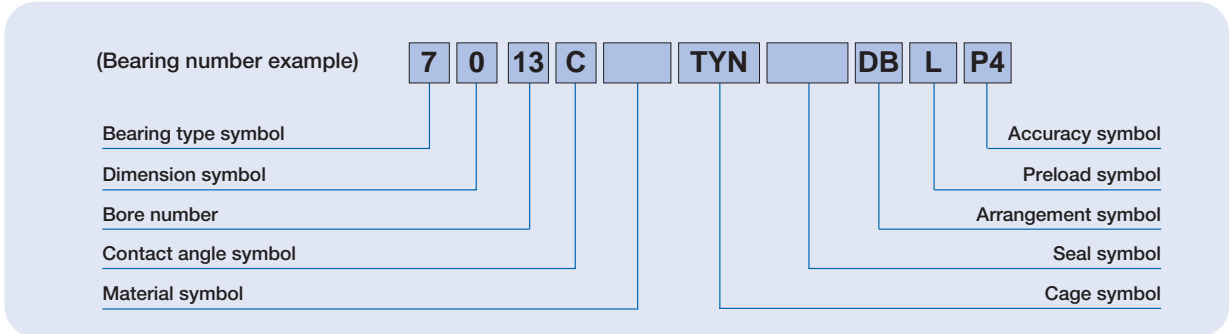 (Bearing number example) 7 0 13 C TYN DB L P4
Bearing type symbol Accuracy symbol
Dimension symbol Preload symbol
Bore number Arrangement symbol
Contact angle symbol Seal symbol
Material symbol Cage symbol